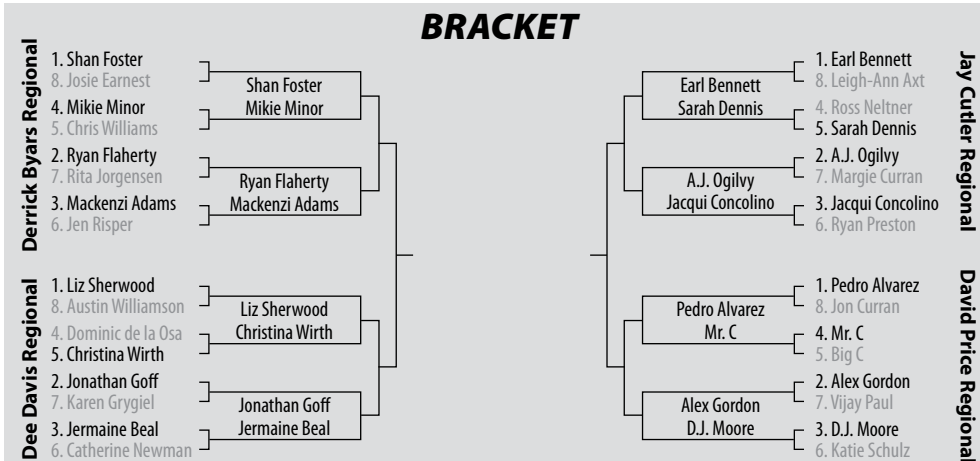 BRACKET
Derrick Byars Regional
1. Shan Foster
8. Josie Earnest
4. Mikie Minor
5. Chris Williams
2. Ryan Flaherty
7. Rita Jorgensen
3. Mackenzi Adams
6. Jen Risper
Shan Foster
Mikie Minor
Ryan Flaherty
Mackenzi Adams
Dee Davis Regional
1. Liz Sherwood
8. Austin Williamson
4. Dominic de la Osa
5. Christina Wirth
2. Jonathan Goff
7. Karen Grygiel
3. Jermaine Beal
6. Catherine Newman
Liz Sherwood
Christina Wirth
Jonathan Goff
Jermaine Beal
Earl Bennett
Sarah Dennis
A.J. Ogilvy
Jacqui Concolino
1. Earl Bennett
8. Leigh-Ann Axt
4. Ross Neltner
5. Sarah Dennis
2. A.J. Ogilvy
7. Margie Curran
3. Jacqui Concolino
6. Ryan Preston
Jay Cutler Regional
Pedro Alvarez
Mr. C
Alex Gordon
D.J. Moore
1. Pedro Alvarez
8. Jon Curran
4. Mr. C
5. Big C
2. Alex Gordon
7. Vijay Paul
3. D.J. Moore
6. Katie Schulz
David Price Regional